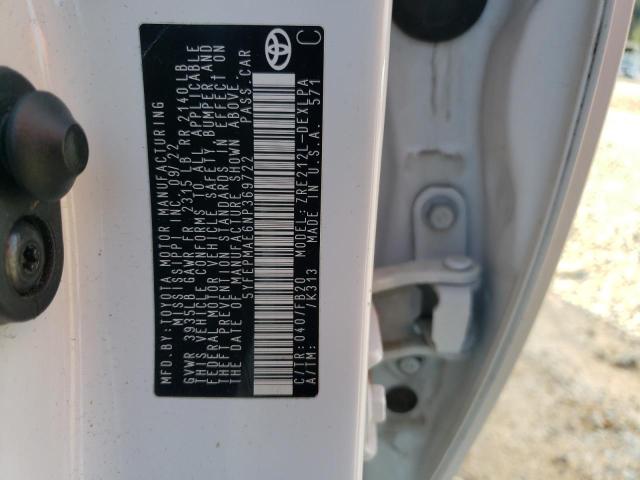 MFD.BY:TOYOTA MOTOR MANUFACTURING
MISSISSIPPI INC. 09/22
GVWR 3935LB GAWR FR 2315 LB RR 2140LB
THIS VEHICLE CONFORMS TO ALL APPLICABLE
FEDERAL MOTOR VEHICLE SAFETY, BUMPER, AND
THEFT PREVENTION STANDARDS IN EFFECT ON
THE DATE OF MANUFACTURE SHOWN ABOVE.
5YFEPMAE6NP369722 PASS.CAR
C/TR: 040/FB20 MODEL: ZRE212L-DEXLPA
A/TM: /K313 MADE IN U.S.A. 571
C